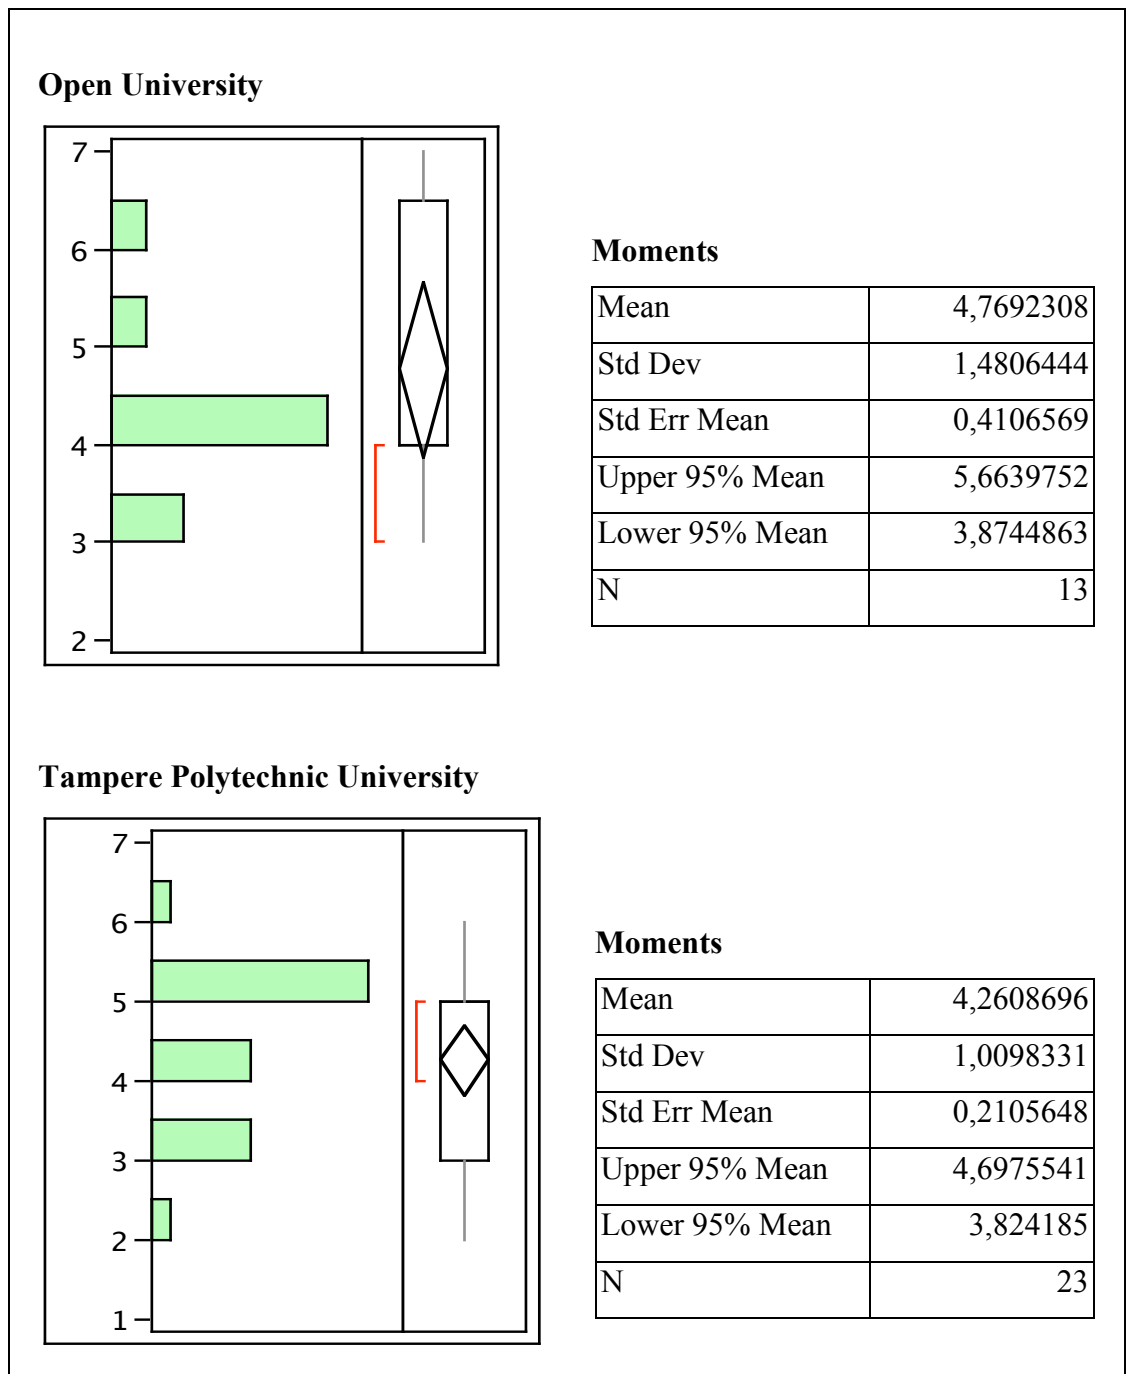 Open University
7
6
5
4
3
2
Moments
Mean 4,7692308
Std Dev 1,4806444
Std Err Mean 0,4106569
Upper 95% Mean 5,6639752
Lower 95% Mean 3,8744863
N 13
Tampere Polytechnic University
7
6
5
4
3
2
1
Moments
Mean 4,2608696
Std Dev 1,0098331
Std Err Mean 0,2105648
Upper 95% Mean 4,6975541
Lower 95% Mean 3,824185
N 23